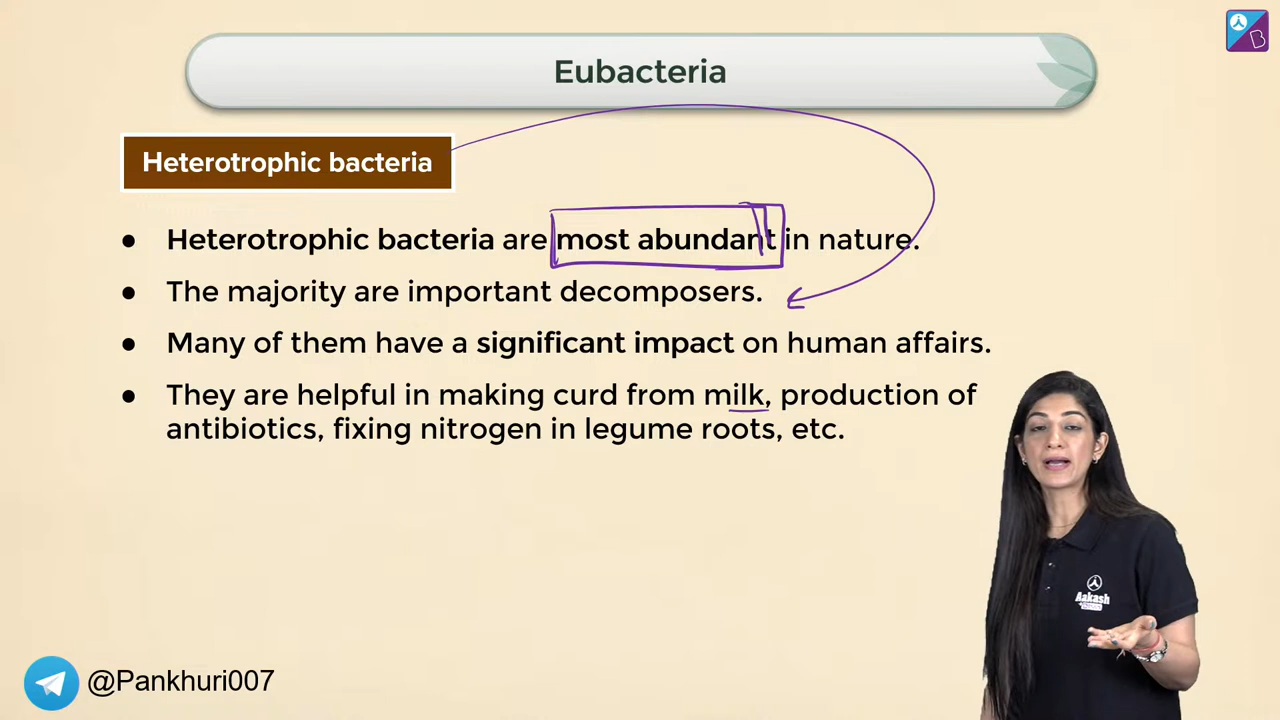 Eubacteria
Heterotrophic bacteria
● Heterotrophic bacteria are most abundant in nature.
● The majority are important decomposers.
● Many of them have a significant impact on human affairs.
● They are helpful in making curd from milk, production of
antibiotics, fixing nitrogen in legume roots, etc.
Aakash
@Pankhuri007